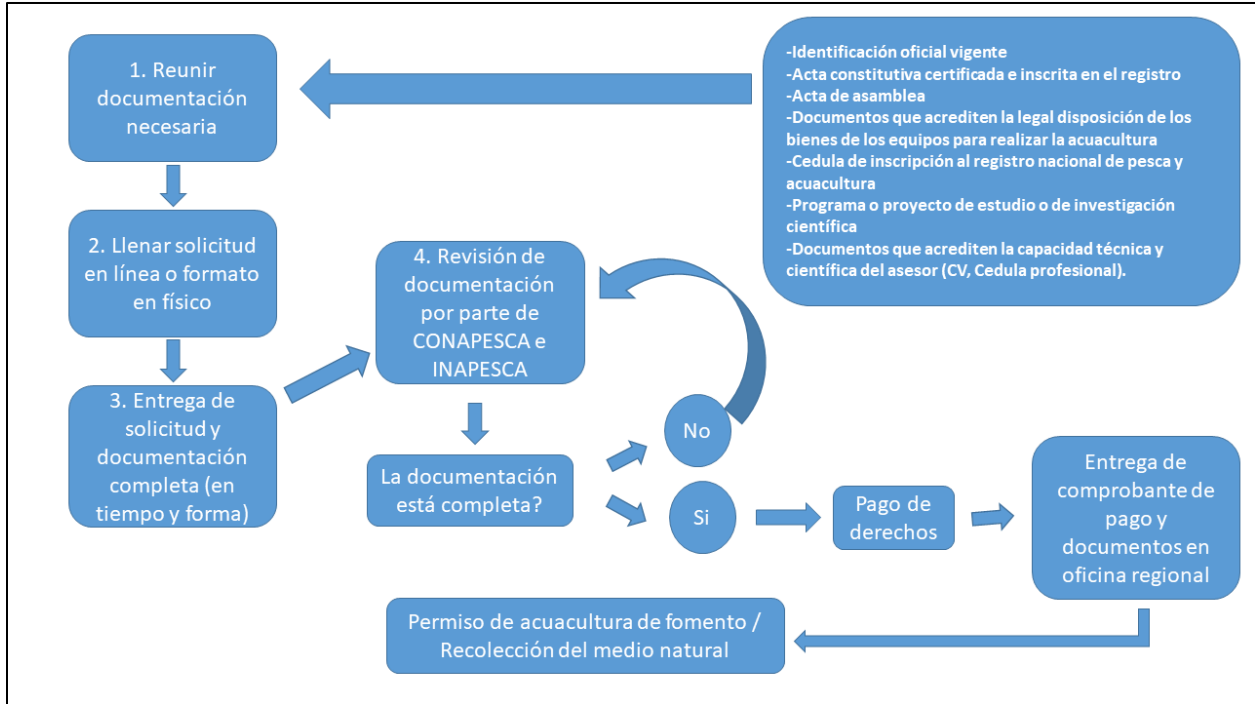 1. Reunir
documentación
necesaria
-Identificación oficial vigente
-Acta constitutiva certificada e inscrita en el registro
-Acta de asamblea
-Documentos que acrediten la legal disposición de los
bienes de los equipos para realizar la acuacultura
-Cedula de inscripción al registro nacional de pesca y
acuacultura
-Programa o proyecto de estudio o de investigación
científica
-Documentos que acrediten la capacidad técnica y
científica del asesor (CV, Cedula profesional).
2. Llenar solicitud
en línea o formato
en físico
3. Entrega de
solicitud y
documentación
completa (en
tiempo y forma)
4. Revisión de
documentación
por parte de
CONAPESCA e
INAPESCA
La documentación
está completa?
No
Si
Pago de
derechos
Entrega de
comprobante de
pago y
documentos en
oficina regional
Permiso de acuacultura de fomento /
Recolección del medio natural